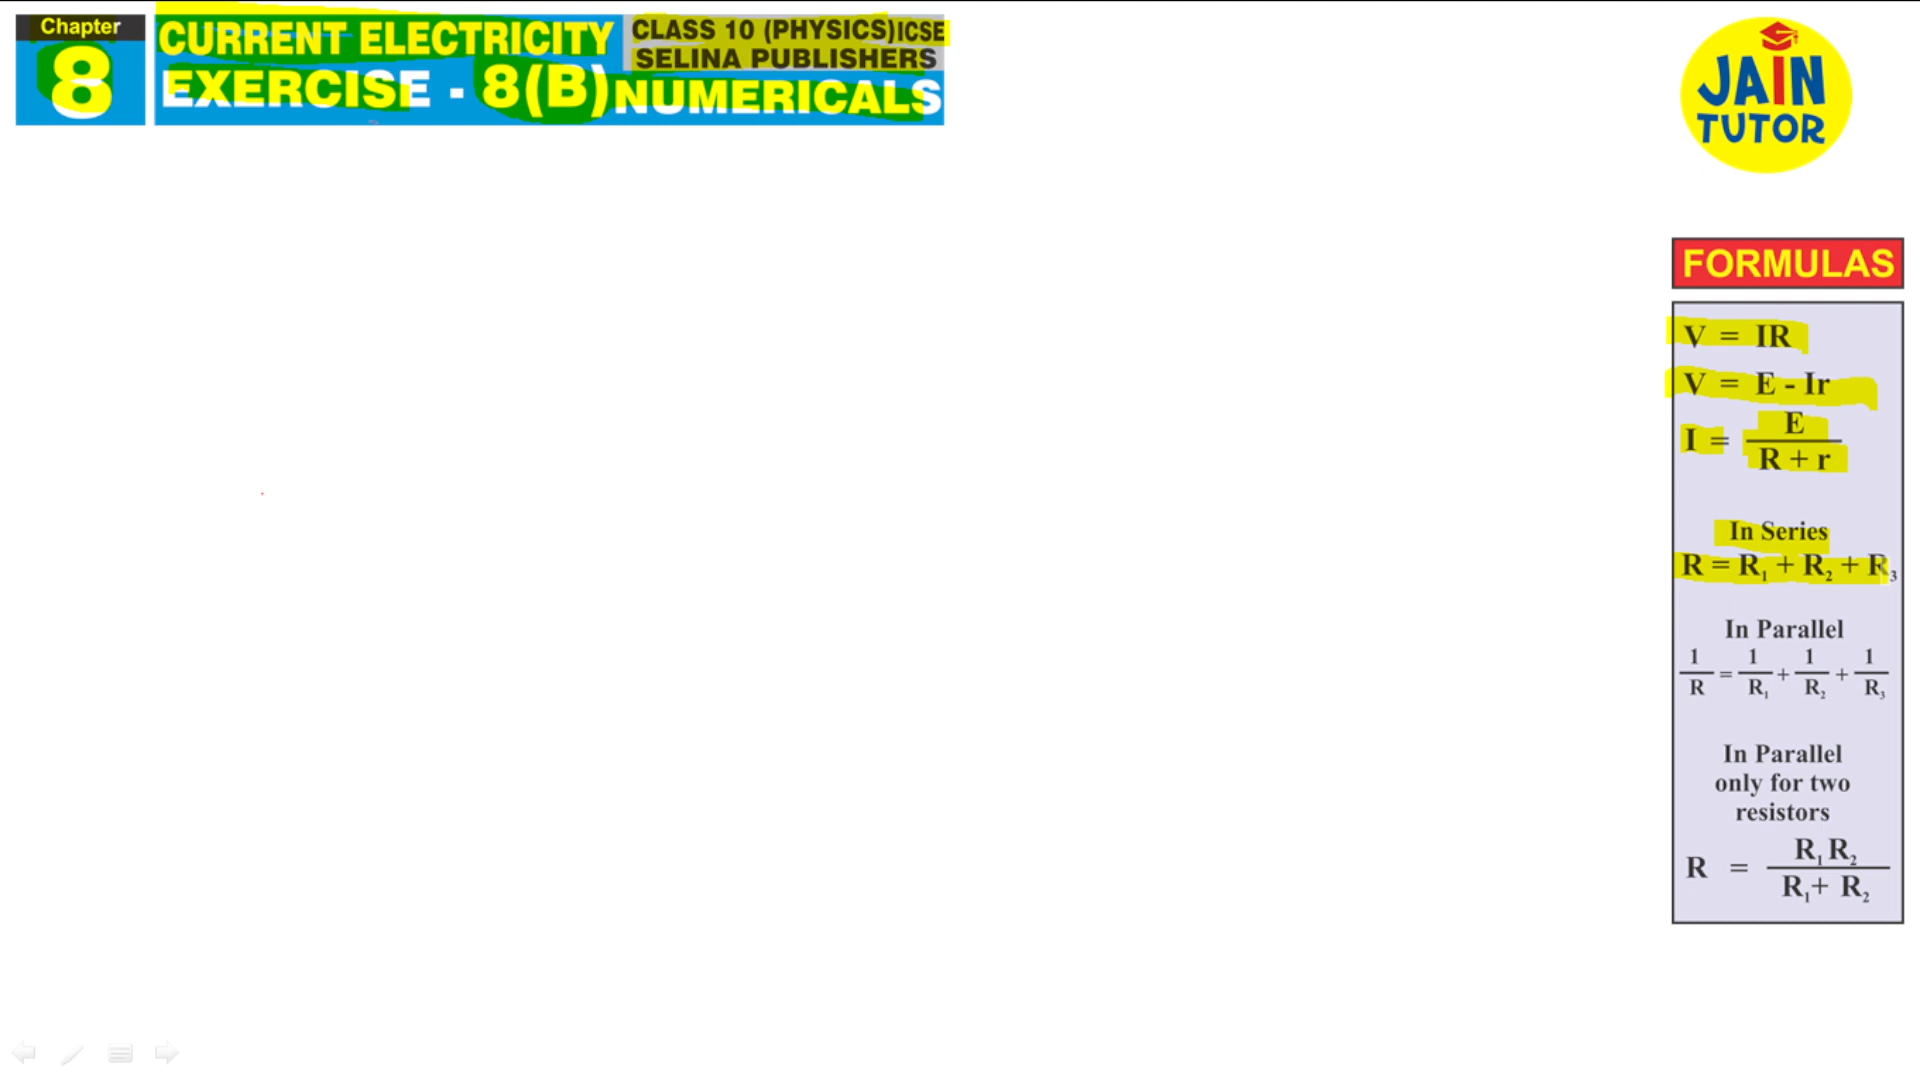 Chapter
8
CURRENT ELECTRICITY
EXERCISE - 8(B) NUMERICALS
CLASS 10 (PHYSICS) ICSE
SELINA PUBLISHERS
JAIN
TUTOR
FORMULAS
V = IR
V = E - Ir
I = E / R + r
In Series
R = R₁ + R₂ + R₃
In Parallel
1/R = 1/R₁ + 1/R₂ + 1/R₃
In Parallel
only for two
resistors
R = R₁ R₂ / R₁+ R₂